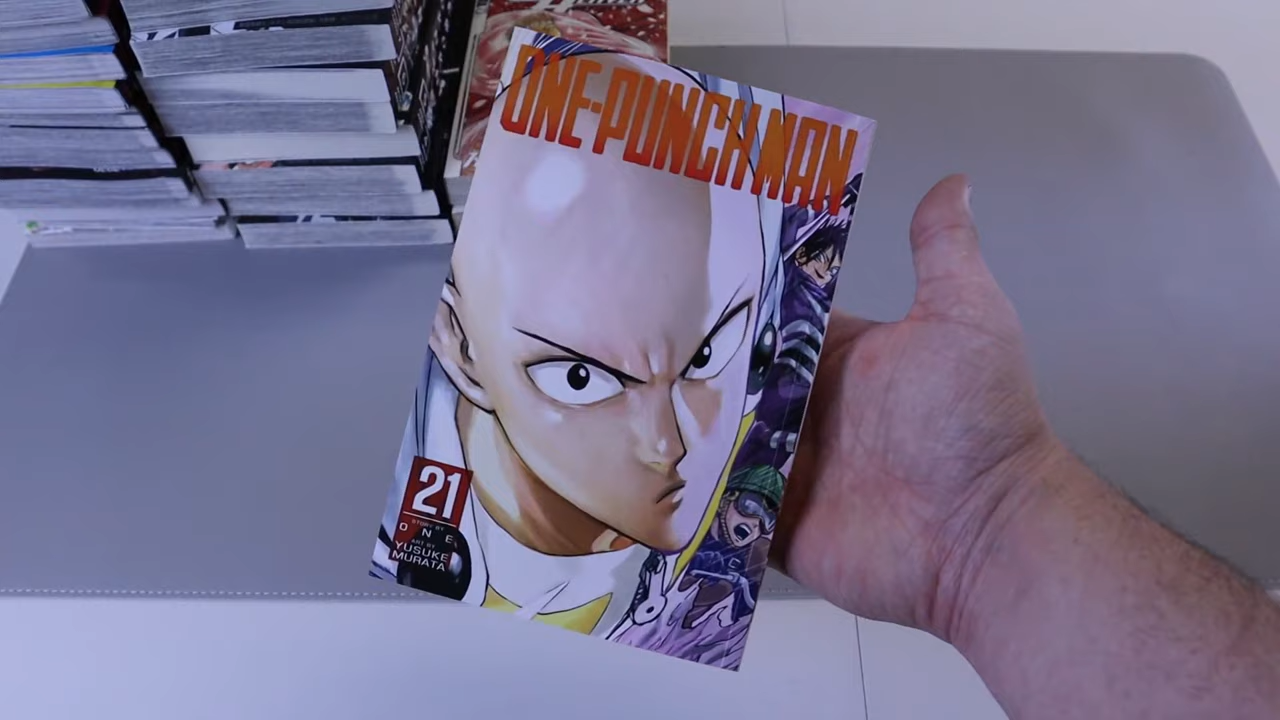 ONE-PUNCH MAN
21
STORY BY
ONE
ART BY
YUSUKE
MURATA